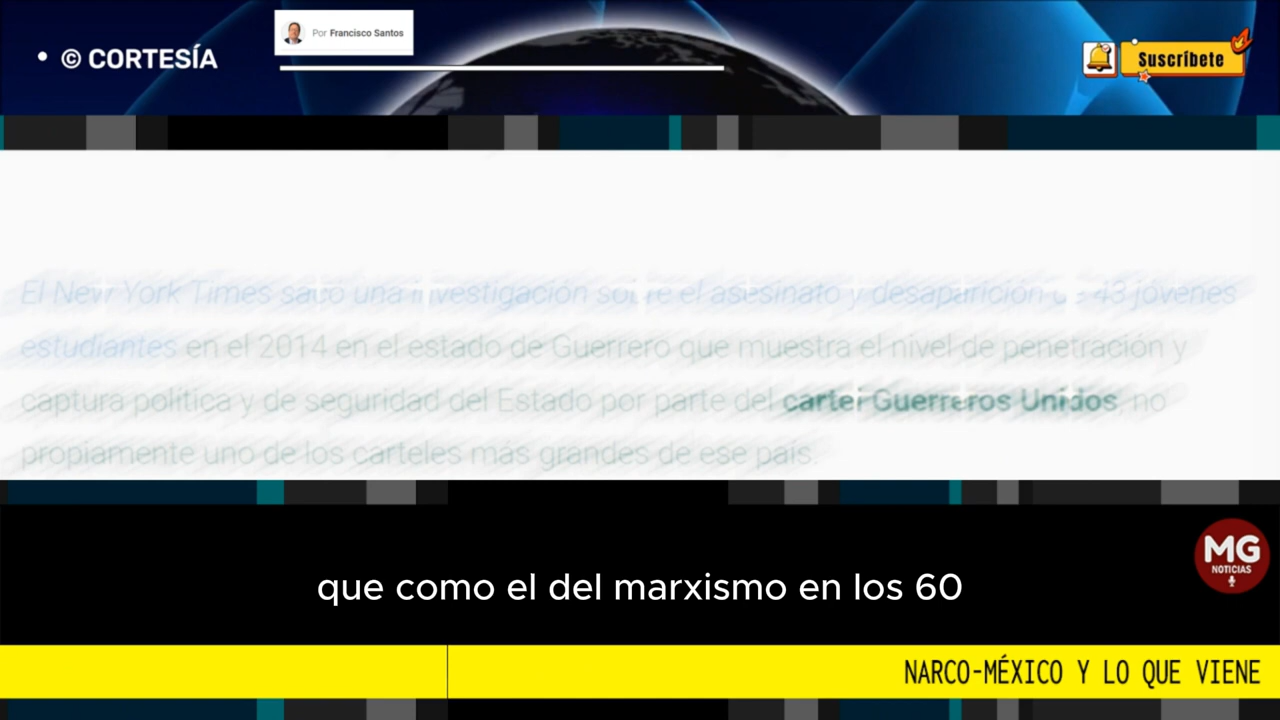 • © CORTESÍA
Por Francisco Santos
Suscríbete
El New York Times sacó una investigación sobre el asesinato y desaparición de 43 jóvenes
estudiantes en el 2014 en el estado de Guerrero que muestra el nivel de penetración y
captura política y de seguridad del Estado por parte del cartel Guerreros Unidos, no
propiamente uno de los carteles más grandes de ese país.
MG
NOTICIAS
que como el del marxismo en los 60
NARCO-MÉXICO Y LO QUE VIENE